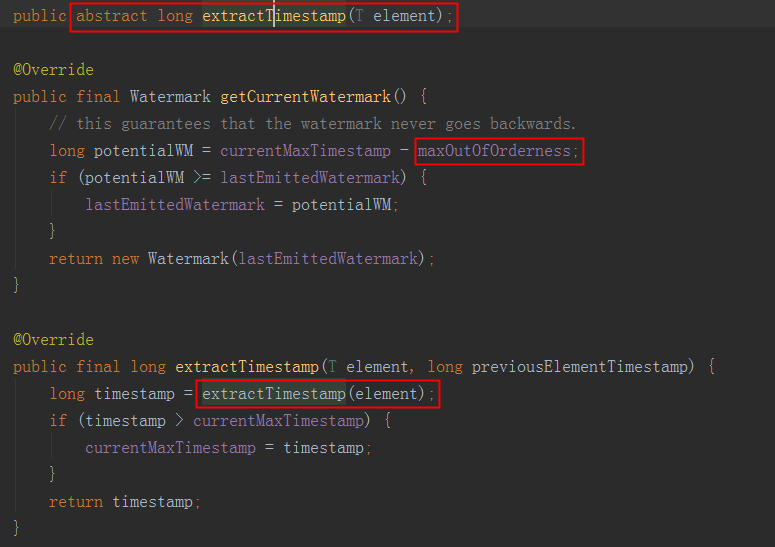 public abstract long extractTimestamp(T element);
@Override
public final Watermark getCurrentWatermark() {
// this guarantees that the watermark never goes backwards.
long potentialWM = currentMaxTimestamp - maxOutOfOrderness;
if (potentialWM >= lastEmittedWatermark) {
lastEmittedWatermark = potentialWM;
}
return new Watermark(lastEmittedWatermark);
}
@Override
public final long extractTimestamp(T element, long previousElementTimestamp) {
long timestamp = extractTimestamp(element);
if (timestamp > currentMaxTimestamp) {
currentMaxTimestamp = timestamp;
}
return timestamp;
}